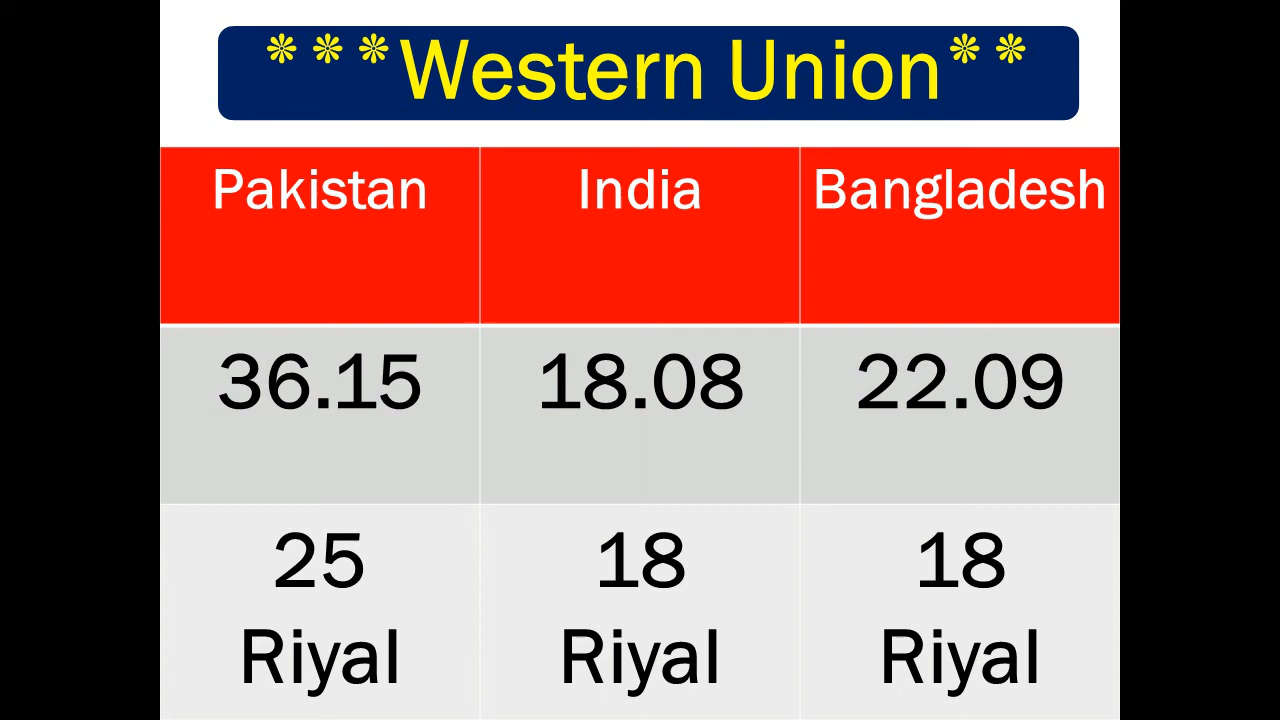 ***Western Union**
Pakistan India Bangladesh
36.15 18.08 22.09
25 18 18
Riyal Riyal Riyal